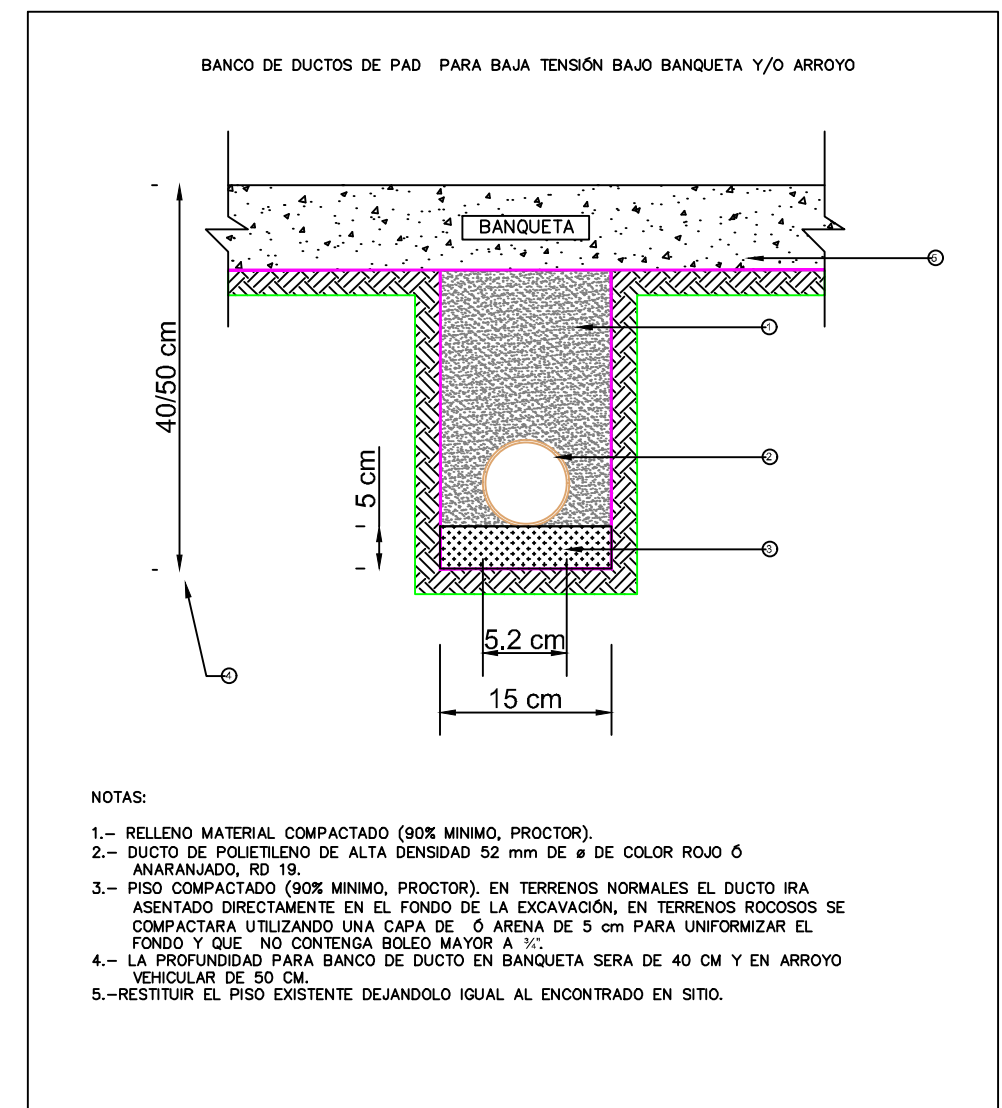 BANCO DE DUCTOS DE PAD PARA BAJA TENSIÓN BAJO BANQUETA Y/O ARROYO
BANQUETA
5
1
40/50 cm
2
5 cm
3
5.2 cm
4
15 cm
NOTAS:
1.- RELLENO MATERIAL COMPACTADO (90% MINIMO, PROCTOR).
2.- DUCTO DE POLIETILENO DE ALTA DENSIDAD 52 mm DE ø DE COLOR ROJO Ó
ANARANJADO, RD 19.
3.- PISO COMPACTADO (90% MINIMO, PROCTOR). EN TERRENOS NORMALES EL DUCTO IRA
ASENTADO DIRECTAMENTE EN EL FONDO DE LA EXCAVACIÓN, EN TERRENOS ROCOSOS SE
COMPACTARA UTILIZANDO UNA CAPA DE Ó ARENA DE 5 cm PARA UNIFORMIZAR EL
FONDO Y QUE NO CONTENGA BOLEO MAYOR A ¾".
4.- LA PROFUNDIDAD PARA BANCO DE DUCTO EN BANQUETA SERA DE 40 CM Y EN ARROYO
VEHICULAR DE 50 CM.
5.-RESTITUIR EL PISO EXISTENTE DEJANDOLO IGUAL AL ENCONTRADO EN SITIO.